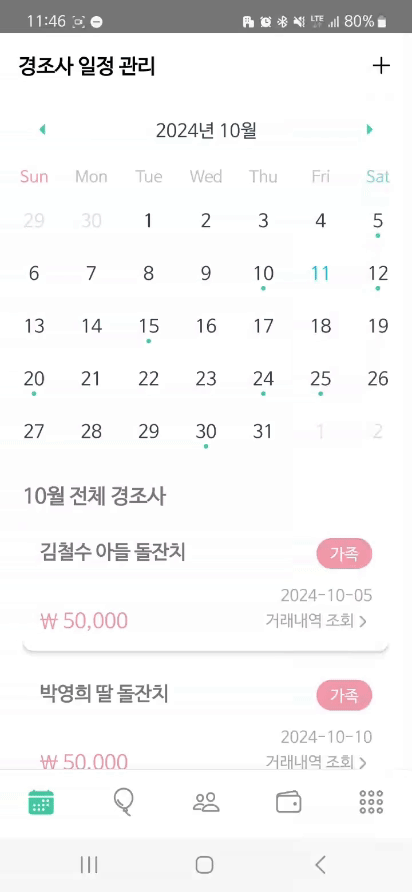 11:46 LTE 80%
경조사 일정 관리 +
2024년 10월
Sun Mon Tue Wed Thu Fri Sat
29 30 1 2 3 4 5
6 7 8 9 10 11 12
13 14 15 16 17 18 19
20 21 22 23 24 25 26
27 28 29 30 31 1 2
10월 전체 경조사
김철수 아들 돌잔치 가족
2024-10-05
₩ 50,000 거래내역 조회 >
박영희 딸 돌잔치 가족
2024-10-10
₩ 50,000 거래내역 조회 >